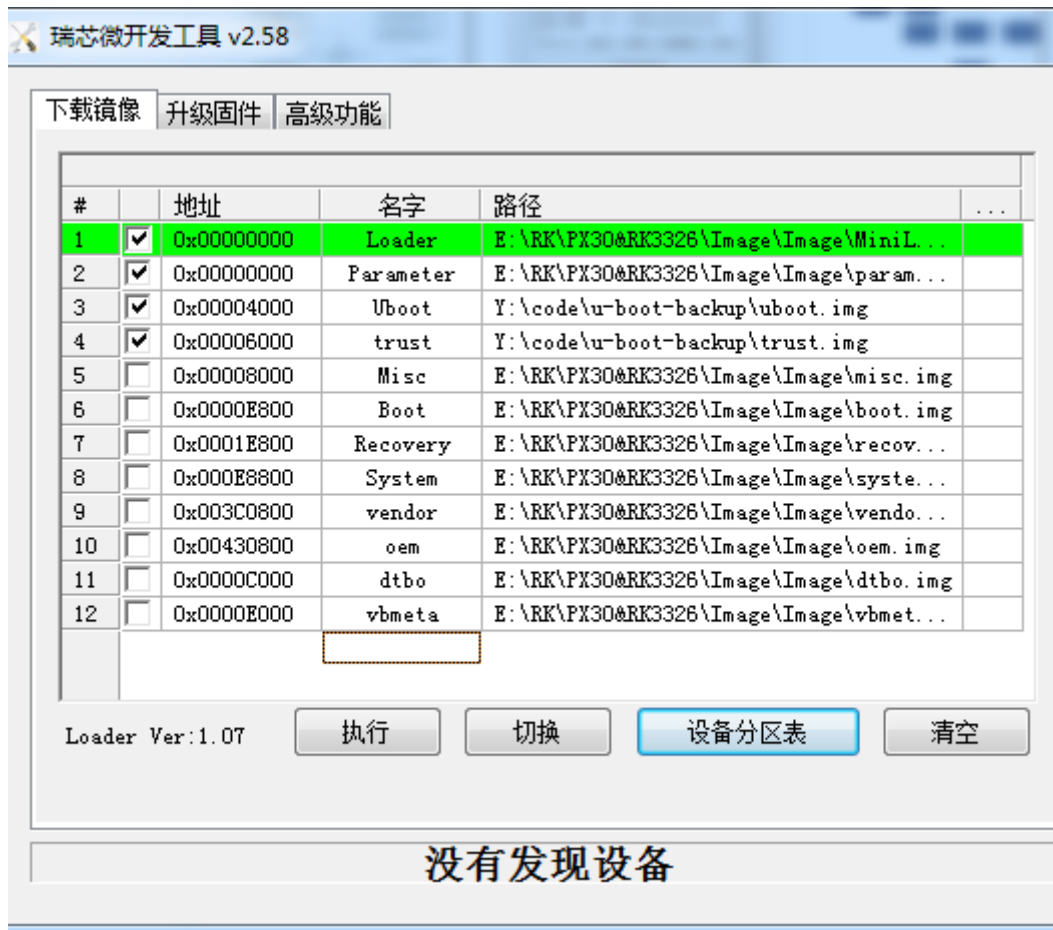 瑞芯微开发工具 v2.58
下载镜像 升级固件 高级功能
# 地址 名字 路径 ...
1 0x00000000 Loader E:\RK\PX30&RK3326\Image\Image\MiniL...
2 0x00000000 Parameter E:\RK\PX30&RK3326\Image\Image\param...
3 0x00004000 Uboot Y:\code\u-boot-backup\uboot.img
4 0x00006000 trust Y:\code\u-boot-backup\trust.img
5 0x00008000 Misc E:\RK\PX30&RK3326\Image\Image\misc.img
6 0x0000E800 Boot E:\RK\PX30&RK3326\Image\Image\boot.img
7 0x0001E800 Recovery E:\RK\PX30&RK3326\Image\Image\recov...
8 0x000E8800 System E:\RK\PX30&RK3326\Image\Image\syste...
9 0x003C0800 vendor E:\RK\PX30&RK3326\Image\Image\vendo...
10 0x00430800 oem E:\RK\PX30&RK3326\Image\Image\oem.img
11 0x0000C000 dtbo E:\RK\PX30&RK3326\Image\Image\dtbo.img
12 0x0000E000 vbmeta E:\RK\PX30&RK3326\Image\Image\vbmet...
Loader Ver:1.07 执行 切换 设备分区表 清空
没有发现设备